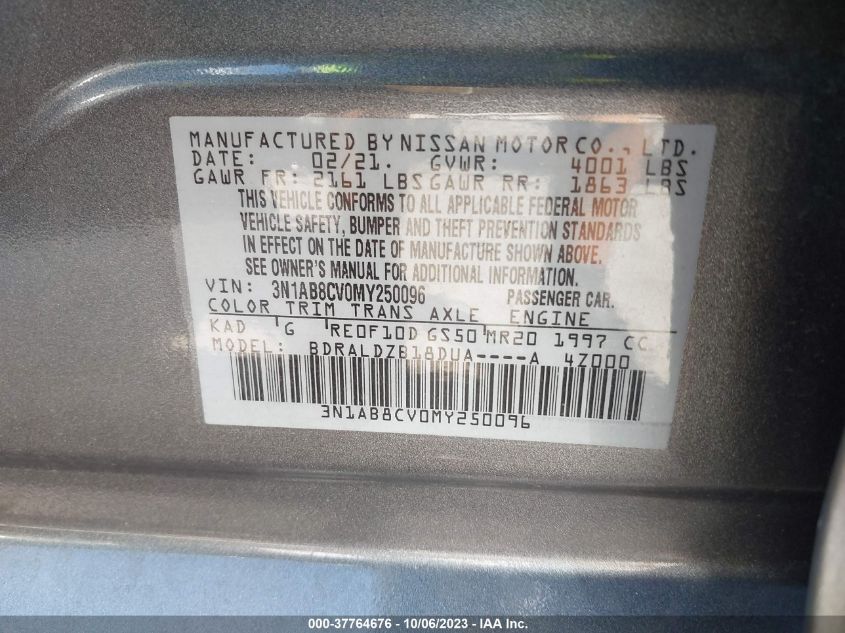 MANUFACTURED BY NISSAN MOTOR CO., LTD.
DATE: 02/21. GVWR: 4001 LBS
GAWR FR: 2161 LBS GAWR RR: 1863 LBS
THIS VEHICLE CONFORMS TO ALL APPLICABLE FEDERAL MOTOR
VEHICLE SAFETY, BUMPER AND THEFT PREVENTION STANDARDS
IN EFFECT ON THE DATE OF MANUFACTURE SHOWN ABOVE.
SEE OWNER'S MANUAL FOR ADDITIONAL INFORMATION.
VIN: 3N1AB8CV0MY250096 PASSENGER CAR.
COLOR TRIM TRANS AXLE ENGINE
KAD G RE0F10D GS50 MR20 1997 CC
MODEL: BDRALDZB18DUA----A 4Z000
3N1AB8CV0MY250096
000-37764676 - 10/06/2023 - IAA Inc.